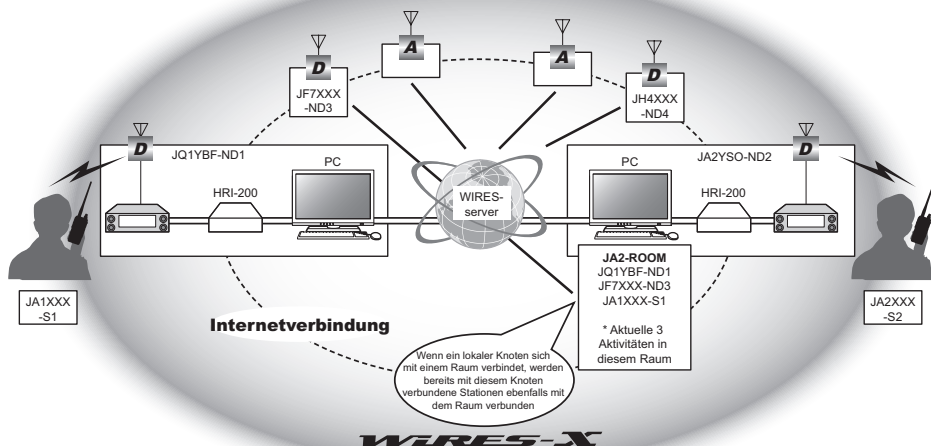 A
A
D
D
JF7XXX
-ND3
JH4XXX
-ND4
D
JQ1YBF-ND1
PC
HRI-200
WIRES-
server
PC
JA2YSO-ND2
D
HRI-200
JA1XXX
-S1
JA2XXX
-S2
JA2-ROOM
JQ1YBF-ND1
JF7XXX-ND3
JA1XXX-S1
* Aktuelle 3
Aktivitäten in
diesem Raum
Internetverbindung
Wenn ein lokaler Knoten sich
mit einem Raum verbindet, werden
bereits mit diesem Knoten
verbundene Stationen ebenfalls mit
dem Raum verbunden
WiRES-X